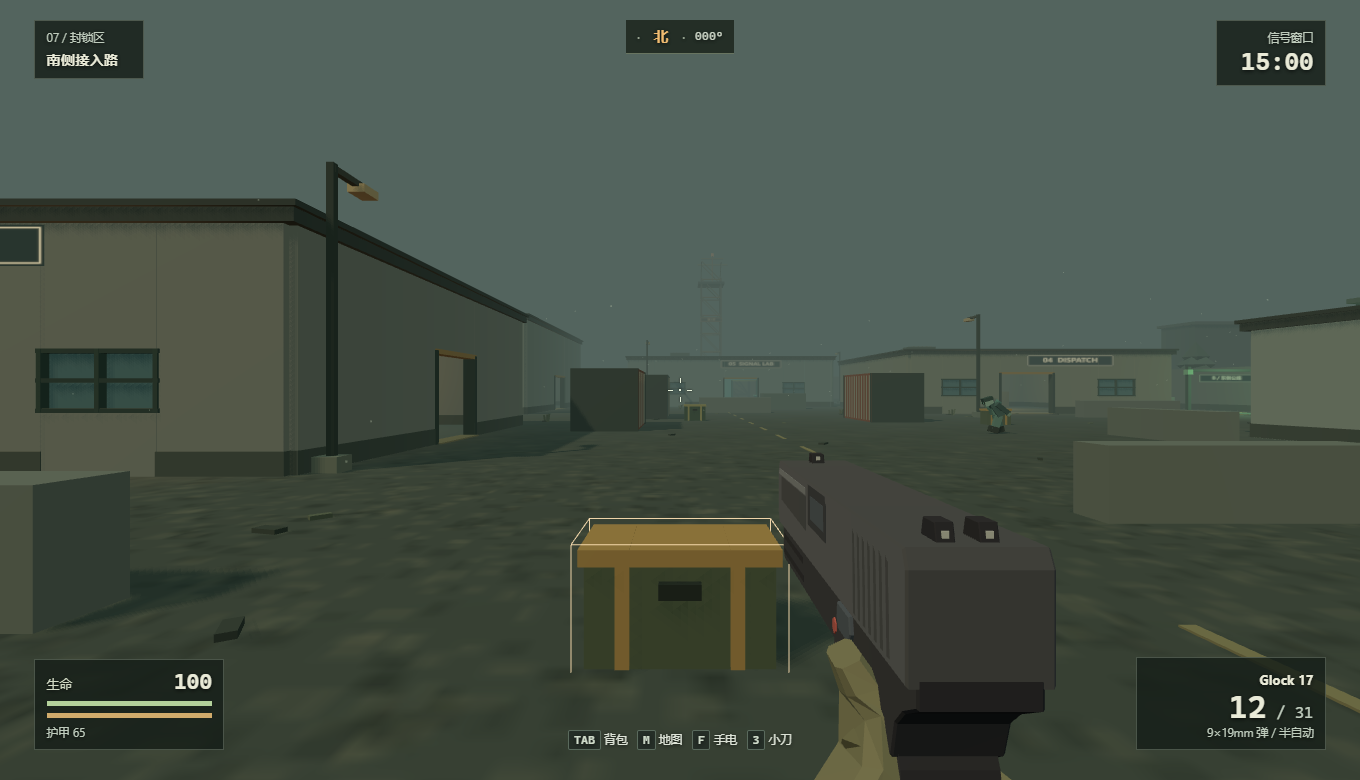 07 / 封锁区
南侧接入路
· 北 · 000°
信号窗口
15:00
04 DISPATCH
生命 100
护甲 65
TAB 背包 M 地图 F 手电 3 小刀
Glock 17
12 / 31
9×19mm 弹 / 半自动